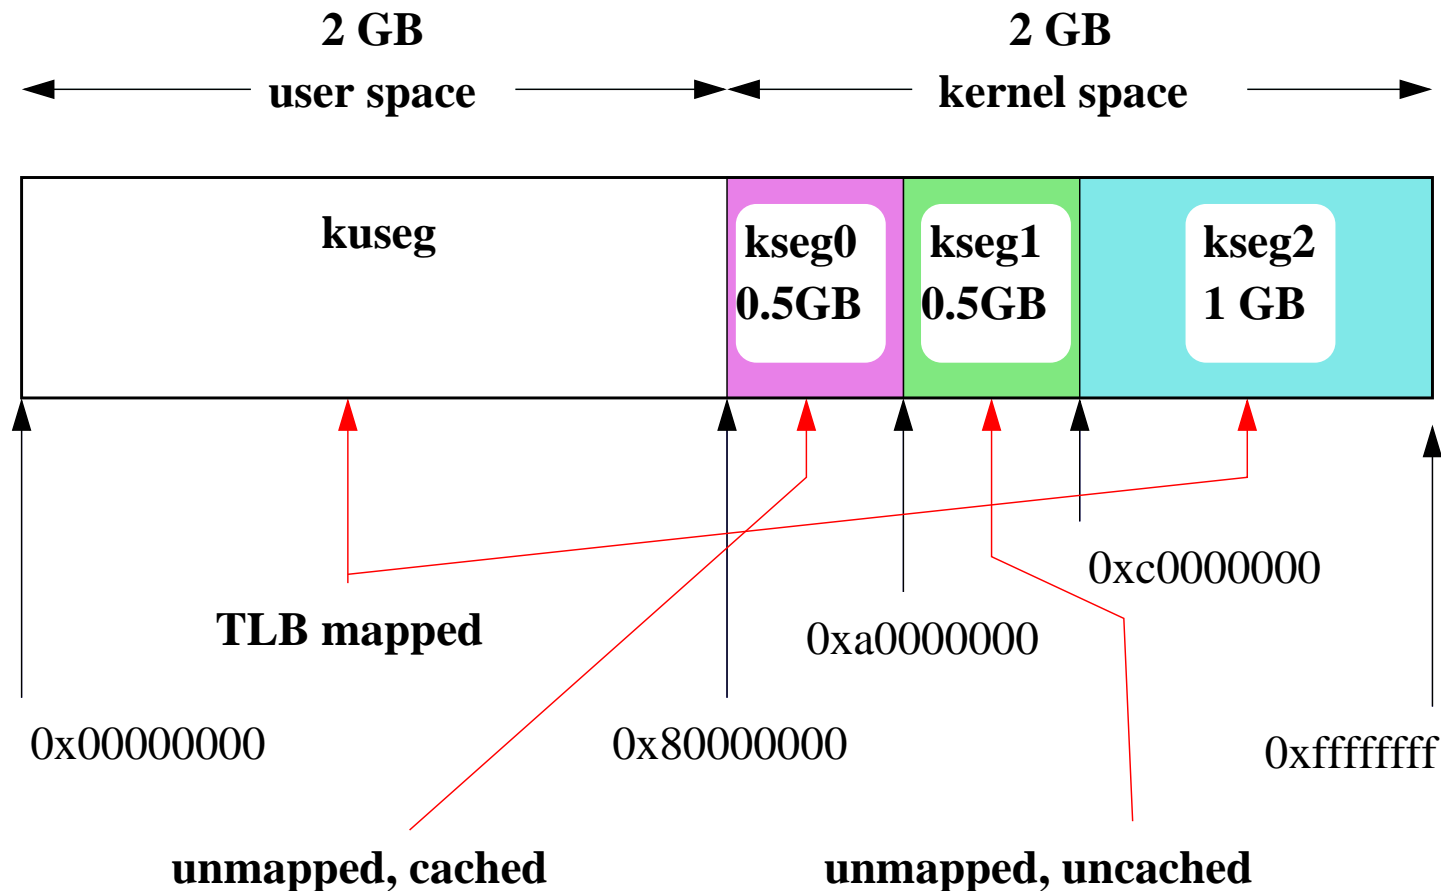 2 GB
2 GB
user space
kernel space
kuseg
kseg0
0.5GB
kseg1
0.5GB
kseg2
1 GB
0xc0000000
TLB mapped
0xa0000000
0x00000000
0x80000000
0xffffffff
unmapped, cached
unmapped, uncached